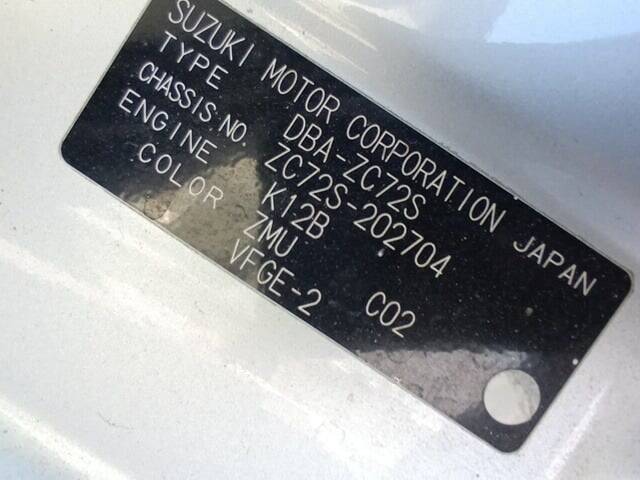 SUZUKI MOTOR CORPORATION JAPAN
TYPE DBA-ZC72S
CHASSIS NO. ZC72S-202704
ENGINE K12B
COLOR ZMU C02
VFGE-2